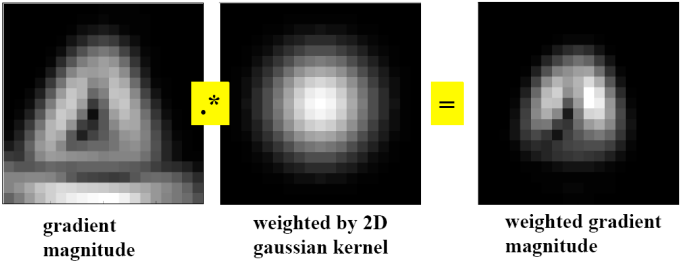 .*
=
gradient
magnitude
weighted by 2D
gaussian kernel
weighted gradient
magnitude